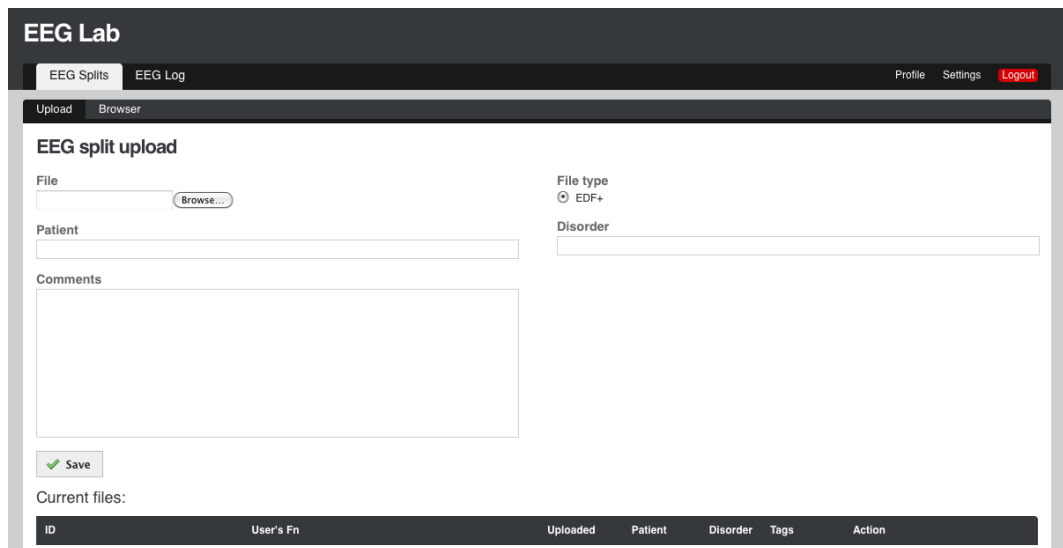 EEG Lab
EEG Splits EEG Log Profile Settings Logout
Upload Browser
EEG split upload
File File type
Browse... EDF+
Patient Disorder
Comments
Save
Current files:
ID User's Fn Uploaded Patient Disorder Tags Action